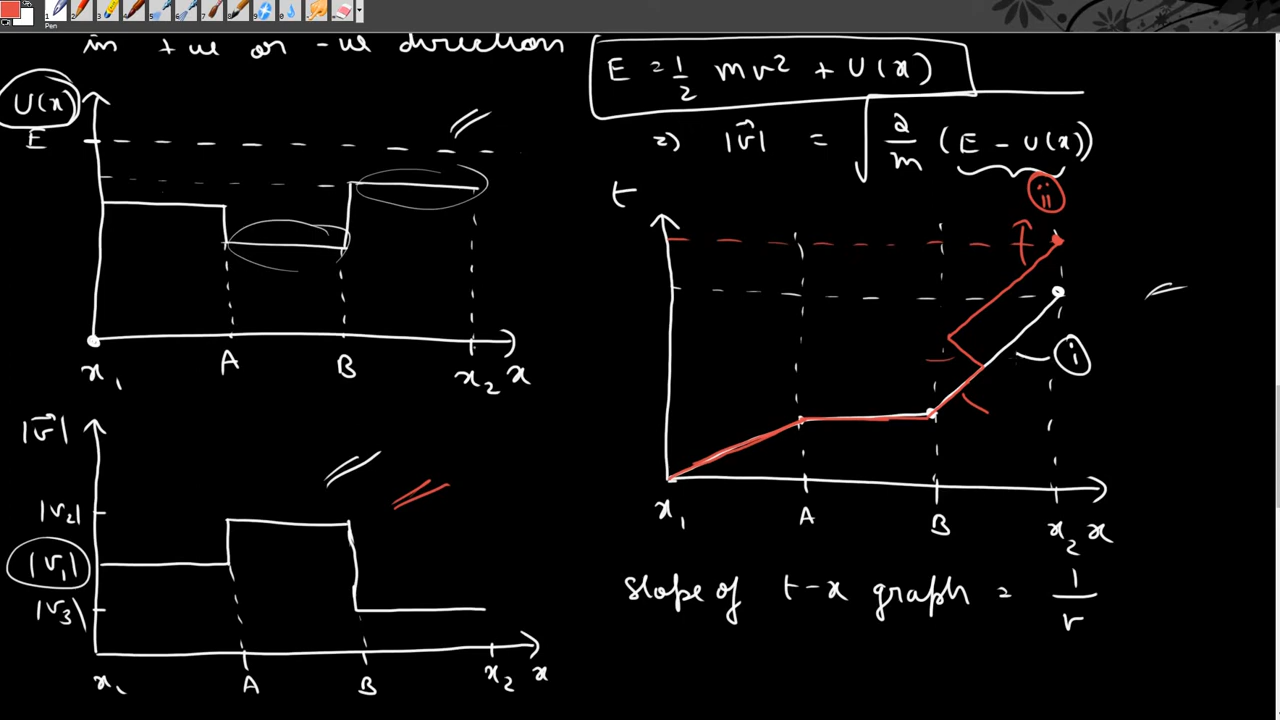 in +ve or -ve direction
E = 1/2 mv² + U(x)
U(x)
E
x₁ A B x₂ x
⇒ |v⃗| = √(2/m (E - U(x)))
t
ii
i
x₁ A B x₂ x
|v⃗|
|v₂|
|v₁|
|v₃|
x₁ A B x₂ x
slope of t-x graph = 1/v